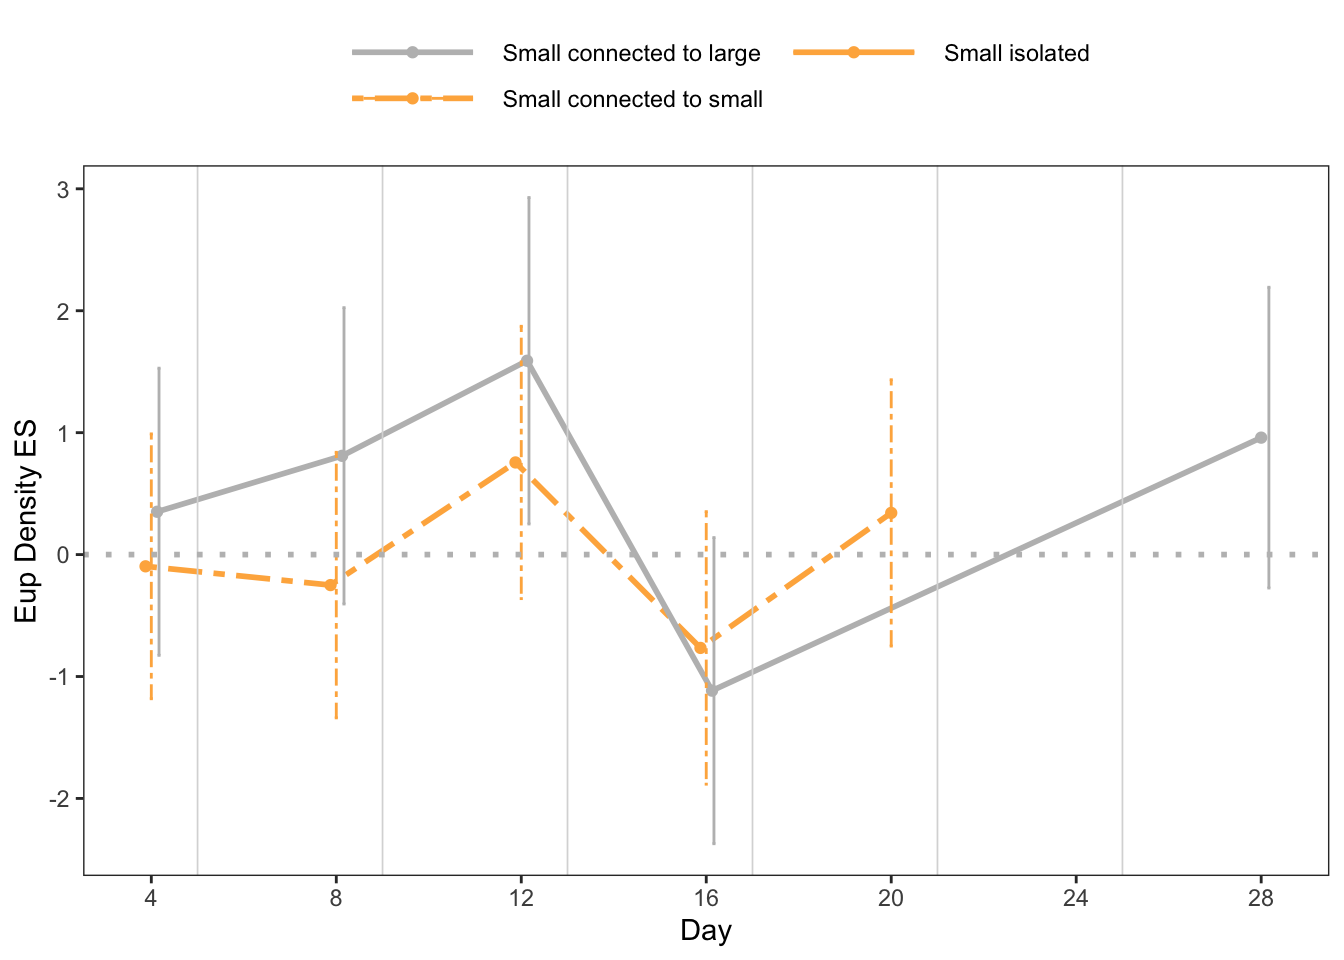 Small connected to large
Small isolated
Small connected to small
3
2
1
0
-1
-2
Eup Density ES
4 8 12 16 20 24 28
Day